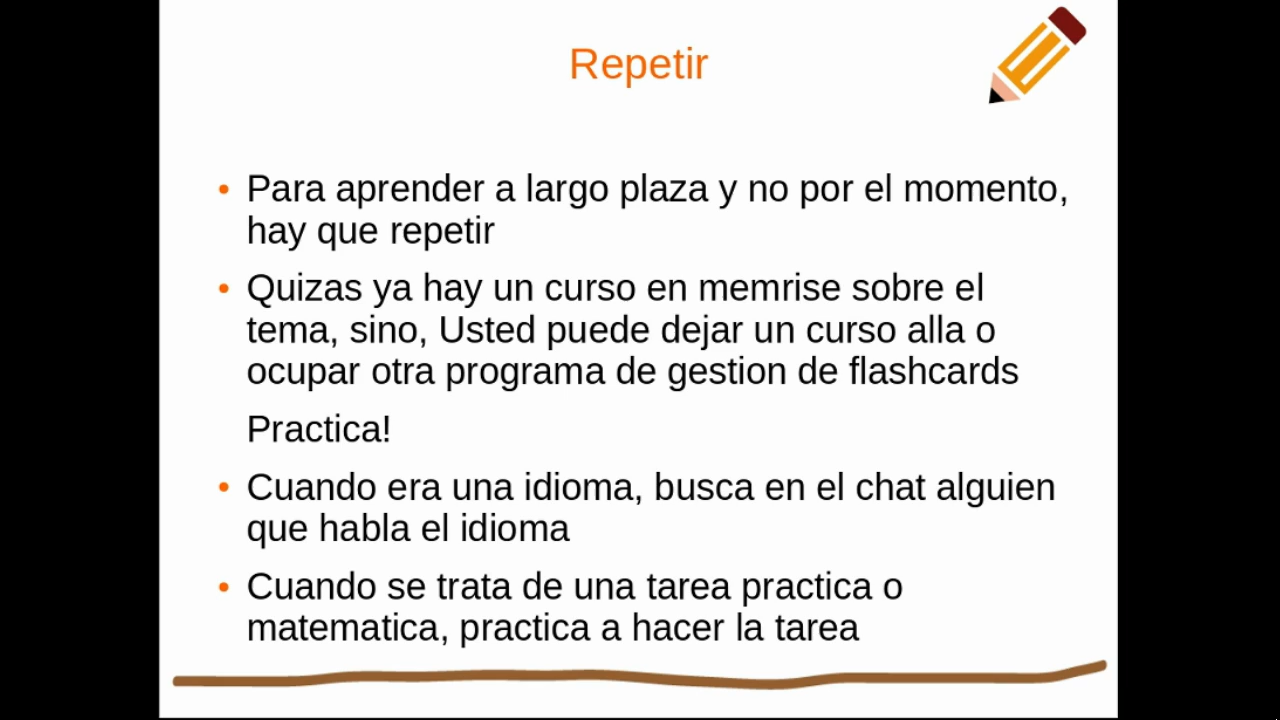 Repetir
• Para aprender a largo plaza y no por el momento,
hay que repetir
• Quizas ya hay un curso en memrise sobre el
tema, sino, Usted puede dejar un curso alla o
ocupar otra programa de gestion de flashcards
Practica!
• Cuando era una idioma, busca en el chat alguien
que habla el idioma
• Cuando se trata de una tarea practica o
matematica, practica a hacer la tarea